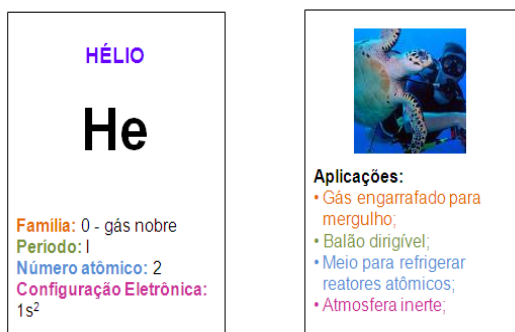 HÉLIO
He
Família: 0 - gás nobre
Período: I
Número atômico: 2
Configuração Eletrônica:
1s²
Aplicações:
• Gás engarrafado para
mergulho;
• Balão dirigível;
• Meio para refrigerar
reatores atômicos;
• Atmosfera inerte;